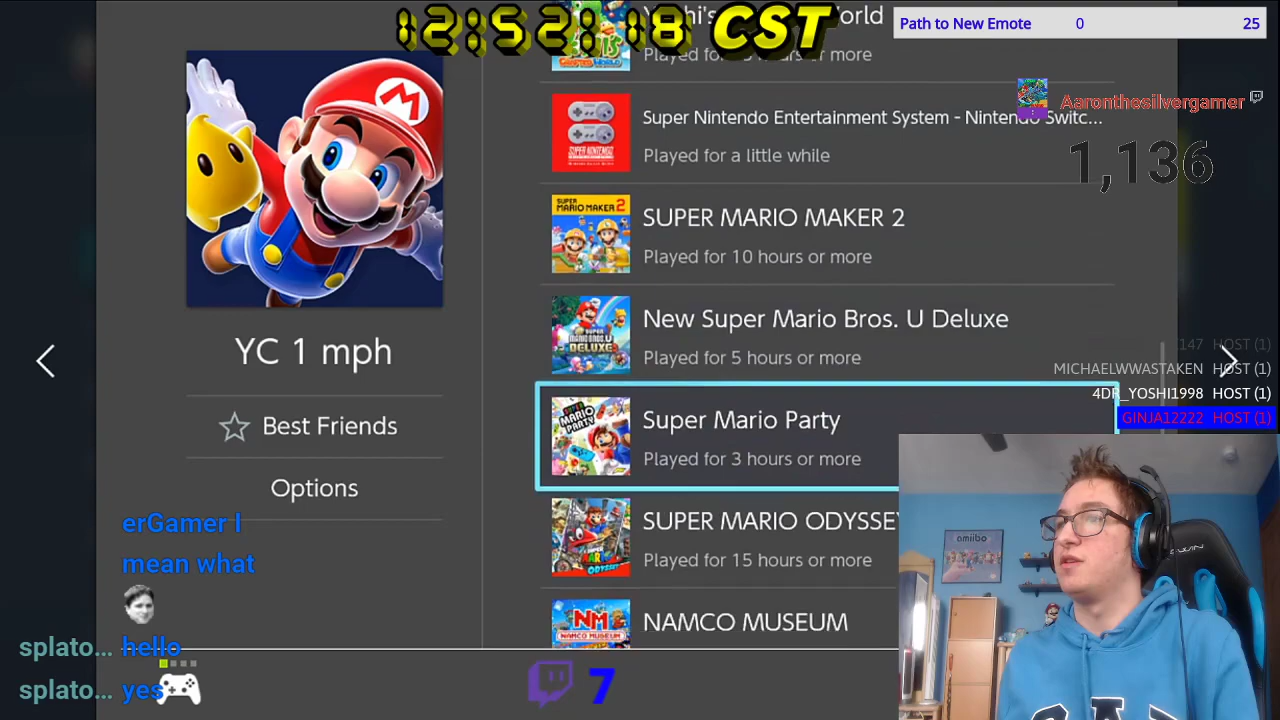 12:52:18 CST
Path to New Emote 0 25
Aaronthesilvergamer
1,136
Played for
or more
Super Nintendo Entertainment System - Nintendo Switc...
Played for a little while
SUPER MARIO MAKER 2
Played for 10 hours or more
New Super Mario Bros. U Deluxe
Played for 5 hours or more
Super Mario Party
Played for 3 hours or more
SUPER MARIO ODYSSEY
Played for 15 hours or more
NAMCO MUSEUM
YC 1 mph
Best Friends
Options
147 HOST (1)
MICHAELWWASTAKEN HOST (1)
4DR_YOSHI1998 HOST (1)
GINJA12222 HOST (1)
erGamer I
mean what
splato... hello
splato... yes
7
amiibo